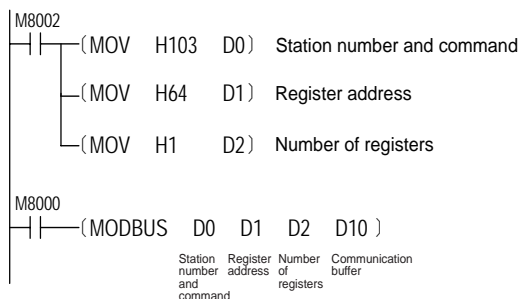 M8002
(MOV H103 D0) Station number and command
(MOV H64 D1) Register address
(MOV H1 D2) Number of registers
M8000
(MODBUS D0 D1 D2 D10 )
Station Register Number Communication
number address of buffer
and registers
command